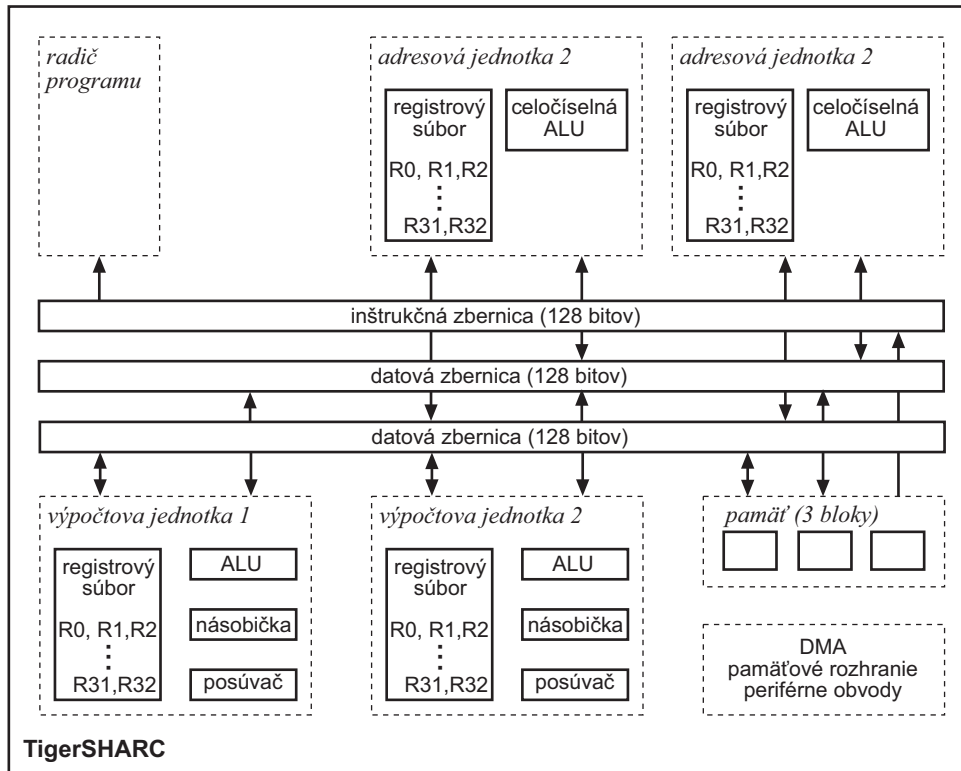 radič
programu
adresová jednotka 2
registrový
súbor
R0, R1,R2
R31,R32
celočíselná
ALU
adresová jednotka 2
registrový
súbor
R0, R1,R2
R31,R32
celočíselná
ALU
inštrukčná zbernica (128 bitov)
datová zbernica (128 bitov)
datová zbernica (128 bitov)
výpočtova jednotka 1
registrový
súbor
R0, R1,R2
R31,R32
ALU
násobička
posúvač
výpočtova jednotka 2
registrový
súbor
R0, R1,R2
R31,R32
ALU
násobička
posúvač
pamäť (3 bloky)
DMA
pamäťové rozhranie
periférne obvody
TigerSHARC